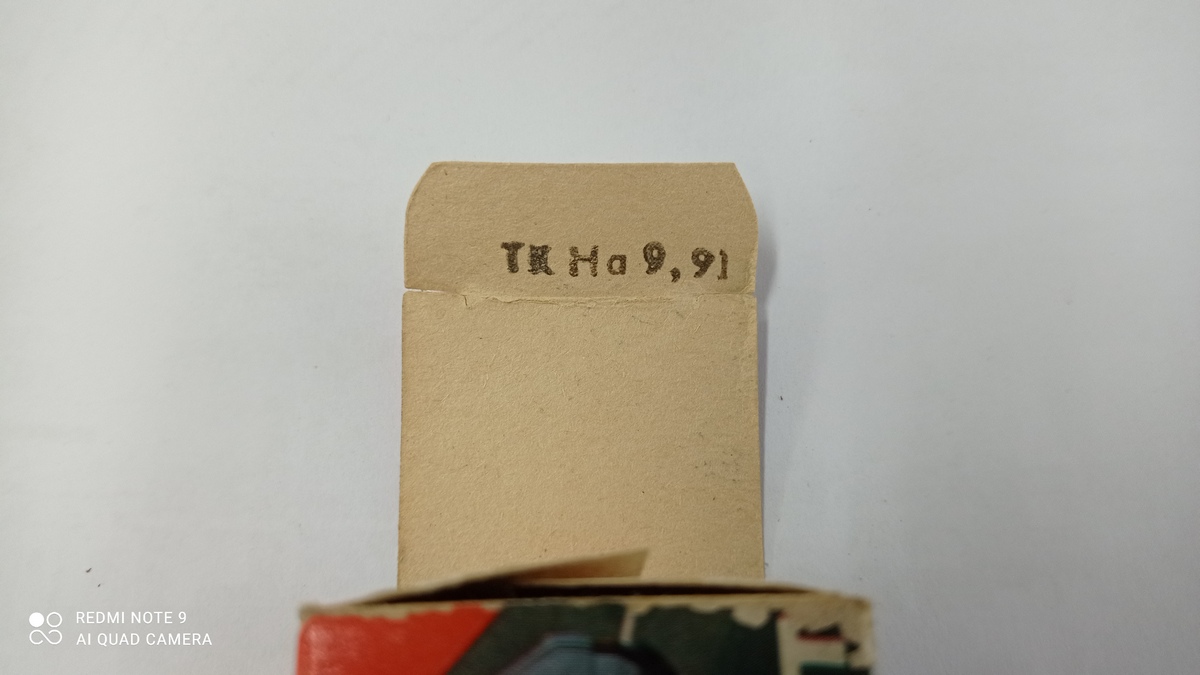 TK Ha 9,91
REDMI NOTE 9
AI QUAD CAMERA